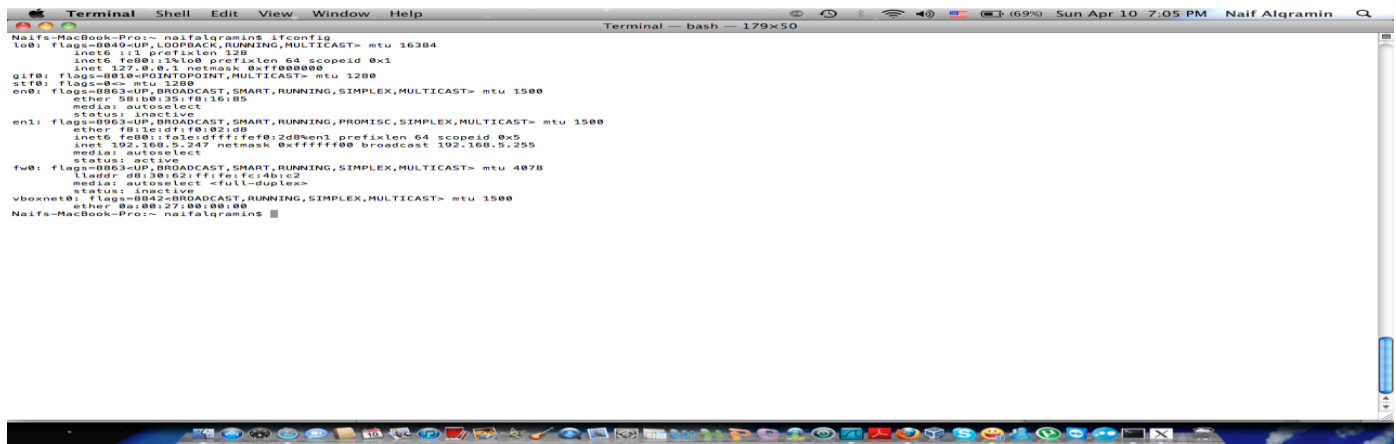 Terminal Shell Edit View Window Help (69%) Sun Apr 10 7:05 PM Naif Alqramin
Terminal — bash — 179×50
Naifs-MacBook-Pro:~ naifalqramin$ ifconfig
lo0: flags=8049<UP,LOOPBACK,RUNNING,MULTICAST> mtu 16384
inet6 ::1 prefixlen 128
inet6 fe80::1%lo0 prefixlen 64 scopeid 0x1
inet 127.0.0.1 netmask 0xff000000
gif0: flags=8010<POINTOPOINT,MULTICAST> mtu 1280
stf0: flags=0<> mtu 1280
en0: flags=8863<UP,BROADCAST,SMART,RUNNING,SIMPLEX,MULTICAST> mtu 1500
ether 58:b0:35:f8:16:85
media: autoselect
status: inactive
en1: flags=8963<UP,BROADCAST,SMART,RUNNING,PROMISC,SIMPLEX,MULTICAST> mtu 1500
ether f8:1e:df:f0:02:d8
inet6 fe80::fa1e:dfff:fef0:2d8%en1 prefixlen 64 scopeid 0x5
inet 192.168.5.247 netmask 0xffffff00 broadcast 192.168.5.255
media: autoselect
status: active
fw0: flags=8863<UP,BROADCAST,SMART,RUNNING,SIMPLEX,MULTICAST> mtu 4078
lladdr d8:30:62:ff:fe:fc:4b:c2
media: autoselect <full-duplex>
status: inactive
vboxnet0: flags=8842<BROADCAST,RUNNING,SIMPLEX,MULTICAST> mtu 1500
ether 0a:00:27:00:00:00
Naifs-MacBook-Pro:~ naifalqramin$